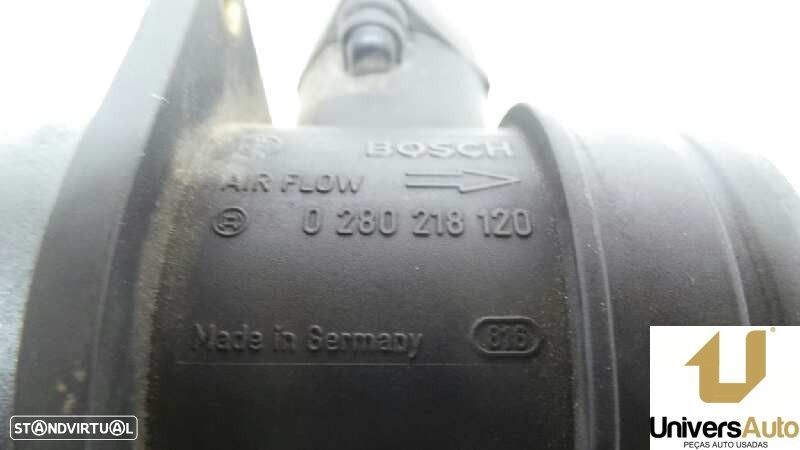 BOSCH
AIR FLOW
0 280 218 120
Made in Germany 816
UniversAuto
PEÇAS AUTO USADAS
STANDVIRTUAL